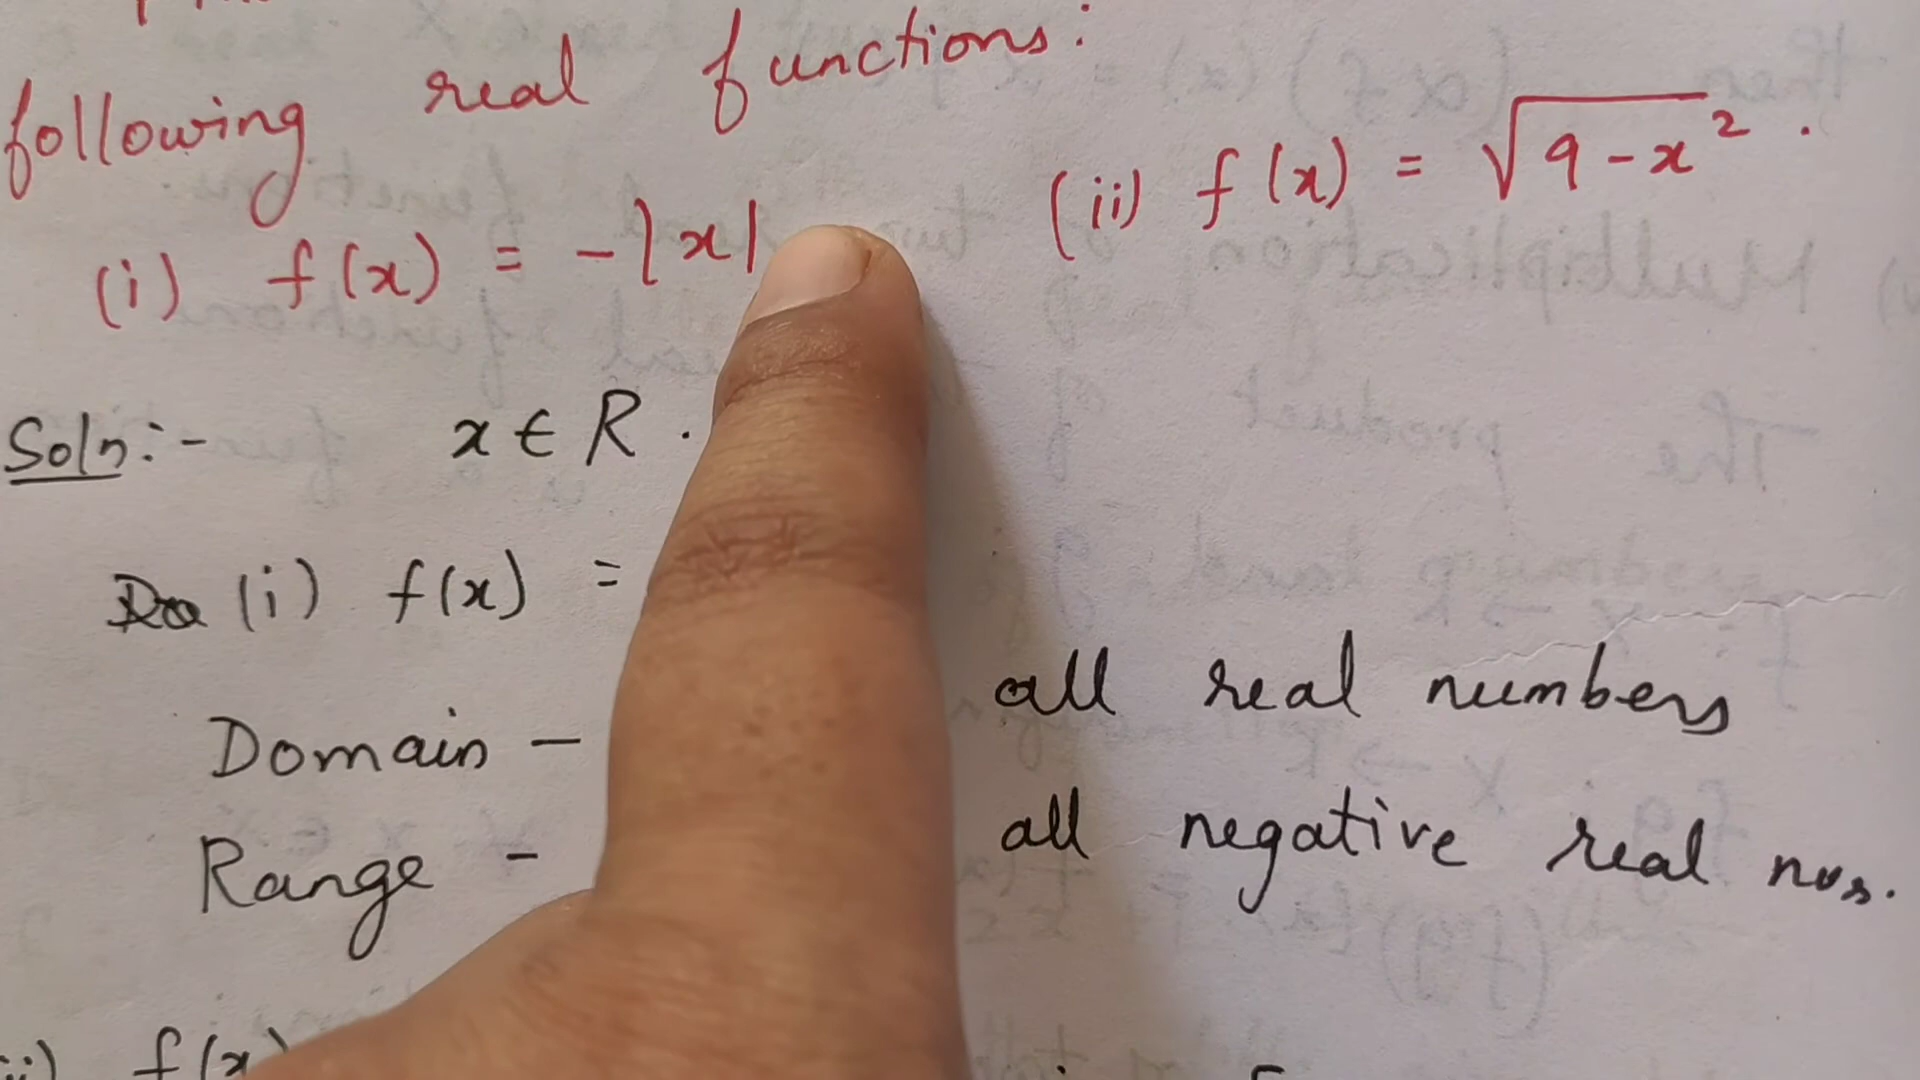 following real functions:
(i) f(x) = -|x| (ii) f(x) = √9-x².
Soln:- x ∈ R.
(i) f(x) =
Domain - all real numbers
Range - all negative real nos.
f(x)